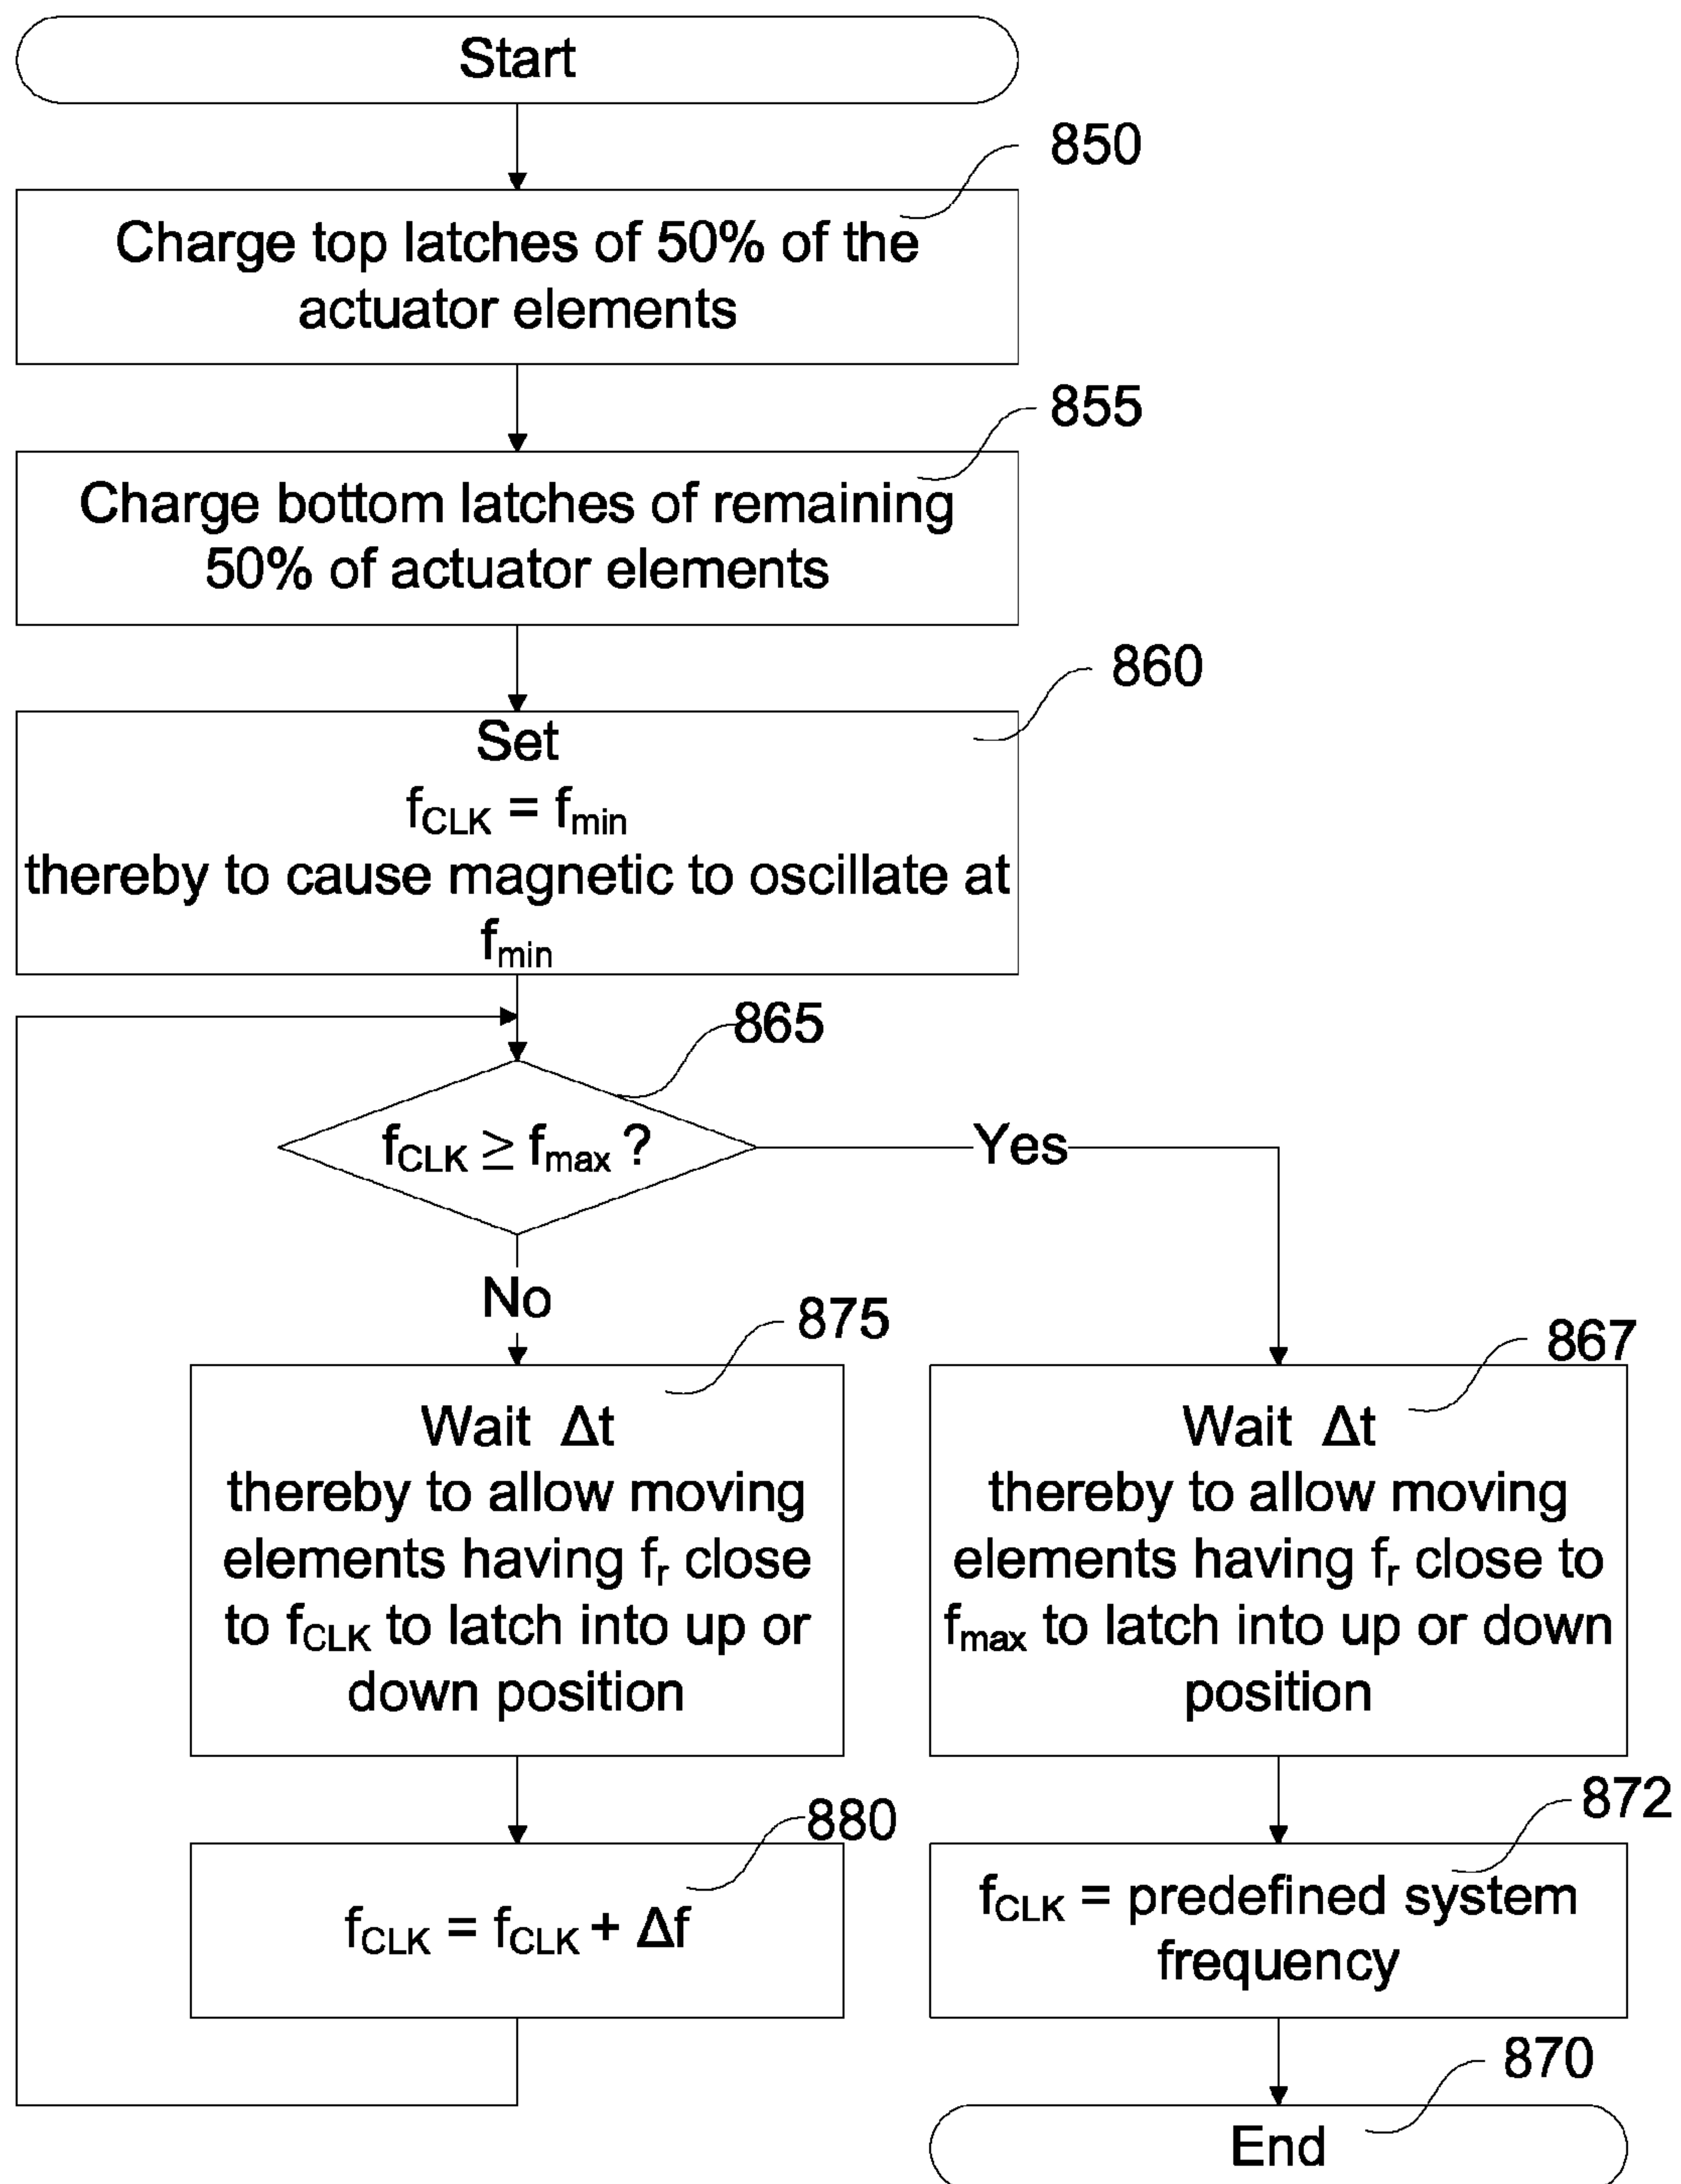 Start
850
Charge top latches of 50% of the
actuator elements
855
Charge bottom latches of remaining
50% of actuator elements
860
Set
fCLK = fmin
thereby to cause magnetic to oscillate at
fmin
865
fCLK ≥ fmax ?
Yes
No
875
Wait Δt
thereby to allow moving
elements having fr close
to fCLK to latch into up or
down position
867
Wait Δt
thereby to allow moving
elements having fr close to
fmax to latch into up or down
position
880
fCLK = fCLK + Δf
872
fCLK = predefined system
frequency
870
End